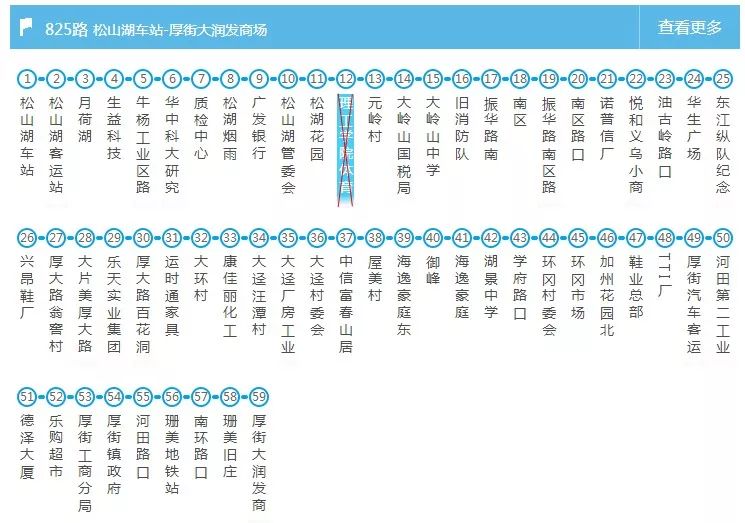 825路 松山湖车站-厚街大润发商场
查看更多
1 松山湖车站
2 松山湖客运站
3 月荷湖
4 生益科技
5 牛杨工业区路
6 华中科大研究
7 质检中心
8 松湖烟雨
9 广发银行
10 松山湖管委会
11 松湖花园
12 理工学院体育
13 元岭村
14 大岭山国税局
15 大岭山中学
16 旧消防队
17 振华路南
18 南区
19 振华路南区路
20 南区路口
21 诺普信厂
22 悦和义乌小商
23 油古岭路口
24 华生广场
25 东江纵队纪念
26 兴昂鞋厂
27 厚大路翁窖村
28 大片美厚大路
29 乐天实业集团
30 厚大路百花洞
31 运时通家具
32 大环村
33 康佳丽化工
34 大迳汪潭村
35 大迳厂房工业
36 大迳村委会
37 中信富春山居
38 屋美村
39 海逸豪庭东
40 御峰
41 海逸豪庭
42 湖景中学
43 学府路口
44 环冈村委会
45 环冈市场
46 加州花园北
47 鞋业总部
48 TTI厂
49 厚街汽车客运
50 河田第二工业
51 德泽大厦
52 乐购超市
53 厚街工商分局
54 厚街镇政府
55 河田路口
56 珊美地铁站
57 南环路口
58 珊美旧庄
59 厚街大润发商